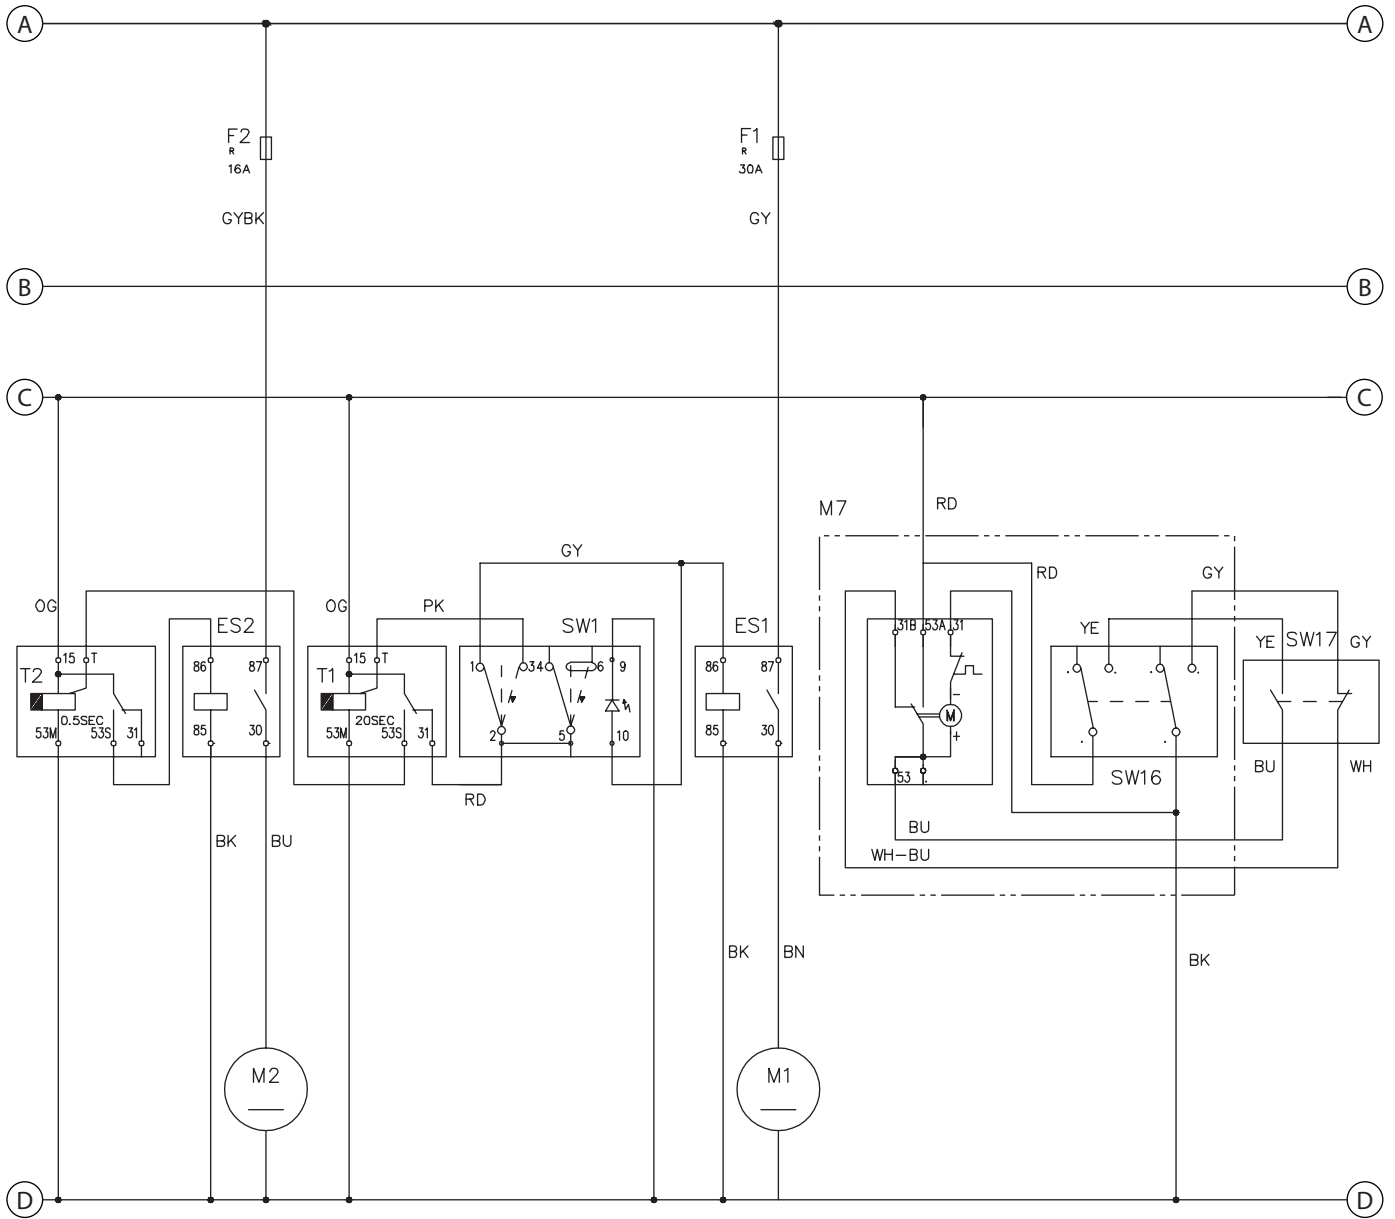 A A
F2 F1
R R
16A 30A
GYBK GY
B B
C C
RD
M7
GY
RD GY
OG OG PK
ES2 SW1 ES1
31B 53A 31
YE
YE SW17 GY
15 T 86 87 15 T 1 3 4 6 9 86 87
T2 T1
M
0.5SEC 20SEC
53M 53S 31 85 30 53M 53S 31 2 5 10 85 30
- +
53
BU WH
SW16
RD
BK BU
BU
WH-BU
BK BN
BK
M2 M1
D D